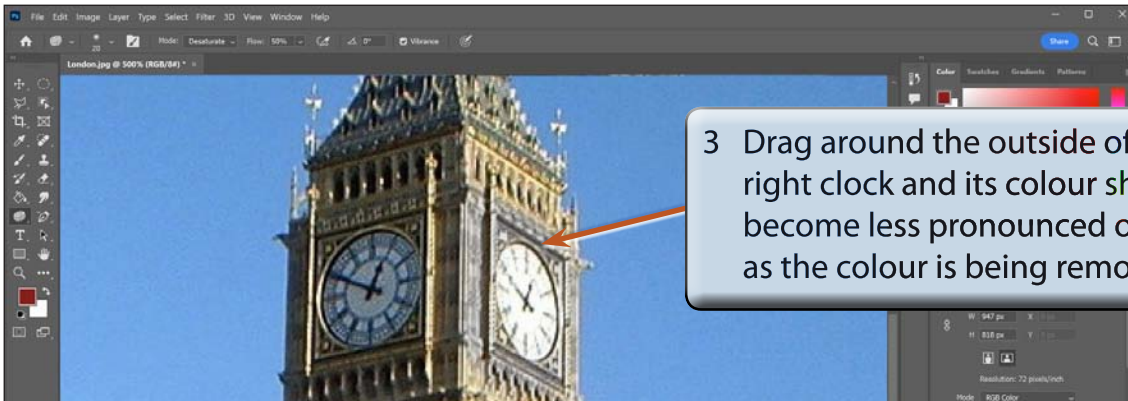 Ps File Edit Image Layer Type Select Filter 3D View Window Help
20 Mode: Desaturate Flow: 50% 0° Vibrance Share
London.jpg @ 500% (RGB/8#) *
Color Swatches Gradients Patterns
3 Drag around the outside of
right clock and its colour sh
become less pronounced o
as the colour is being remo
T
W 947 px X
H 818 px Y
Resolution: 72 pixels/inch
Mode RGB Color